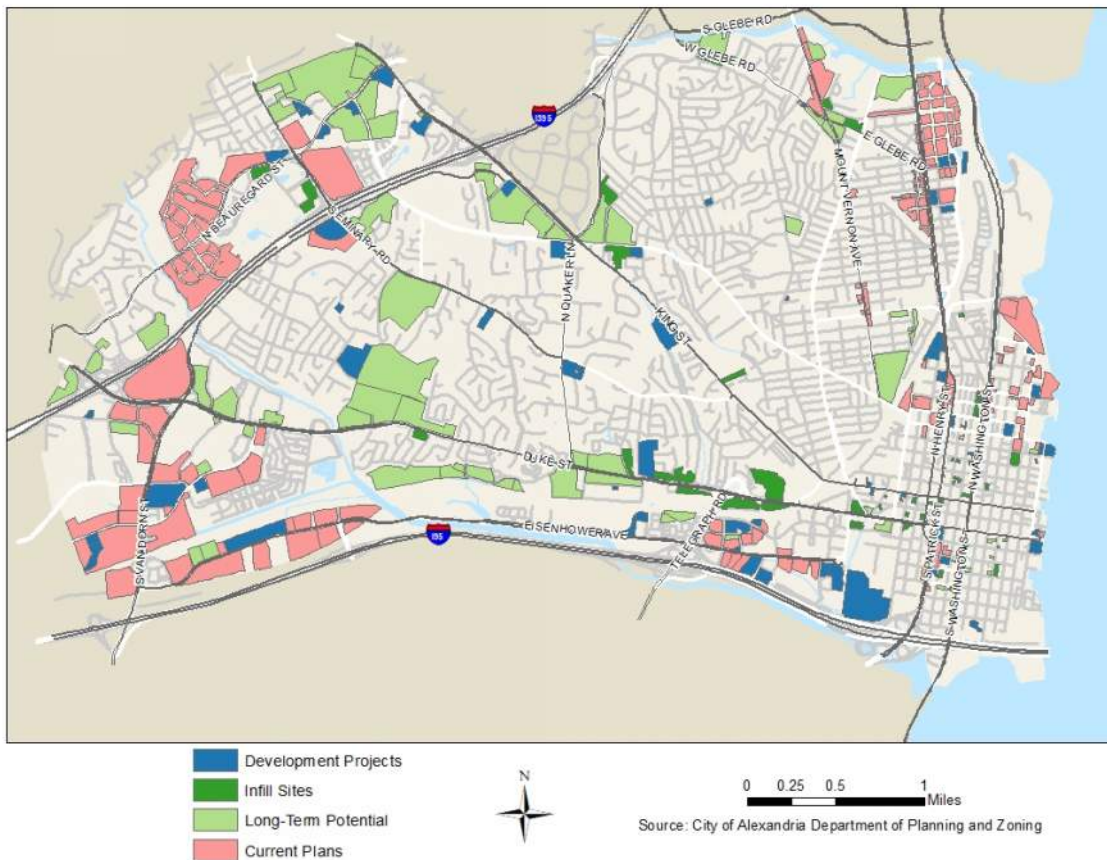 S GLEBE RD
W GLEBE RD
I395
E GLEBE RD
MOUNT VERNON AVE
N BEAUREGARD ST
SEMINARY RD
N QUAKER LN
KING ST
N HENRY ST
N WASHINGTON ST
DUKE ST
S VAN DORN ST
I95
EISENHOWER AVE
TELEGRAPH RD
S PATRICK ST
S WASHINGTON S
Development Projects
Infill Sites
Long-Term Potential
Current Plans
N
0 0.25 0.5 1
Miles
Source: City of Alexandria Department of Planning and Zoning